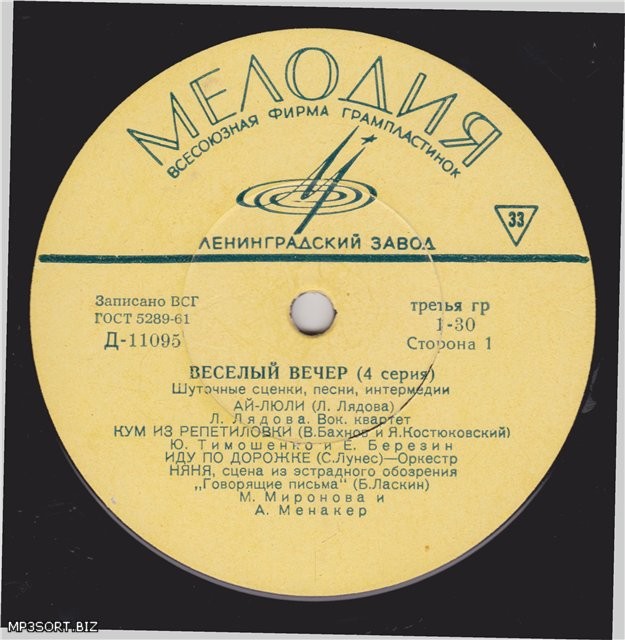 МЕЛОДИЯ
ВСЕСОЮЗНАЯ ФИРМА ГРАМПЛАСТИНОК
33
ЛЕНИНГРАДСКИЙ ЗАВОД
Записано ВСГ
ГОСТ 5289-61
Д-11095
третья гр
1-30
Сторона 1
ВЕСЕЛЫЙ ВЕЧЕР (4 серия)
Шуточные сценки, песни, интермедии
АЙ-ЛЮЛИ (Л. Лядова)
Л. Лядова. Вок. квартет
КУМ ИЗ РЕПЕТИЛОВКИ (В.Бахнов и Я.Костюковский)
Ю. Тимошенко и Е. Березин
ИДУ ПО ДОРОЖКЕ (С.Лунес)—Оркестр
НЯНЯ, сцена из эстрадного обозрения
„Говорящие письма" (Б.Ласкин)
М. Миронова и
А. Менакер
MP3SORT.BIZ